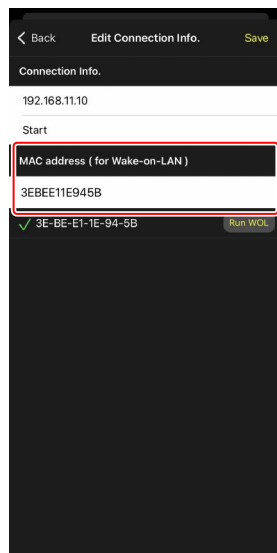 Back Edit Connection Info. Save
Connection Info.
192.168.11.10
Start
MAC address ( for Wake-on-LAN )
3EBEE11E945B
3E-BE-E1-1E-94-5B Run WOL